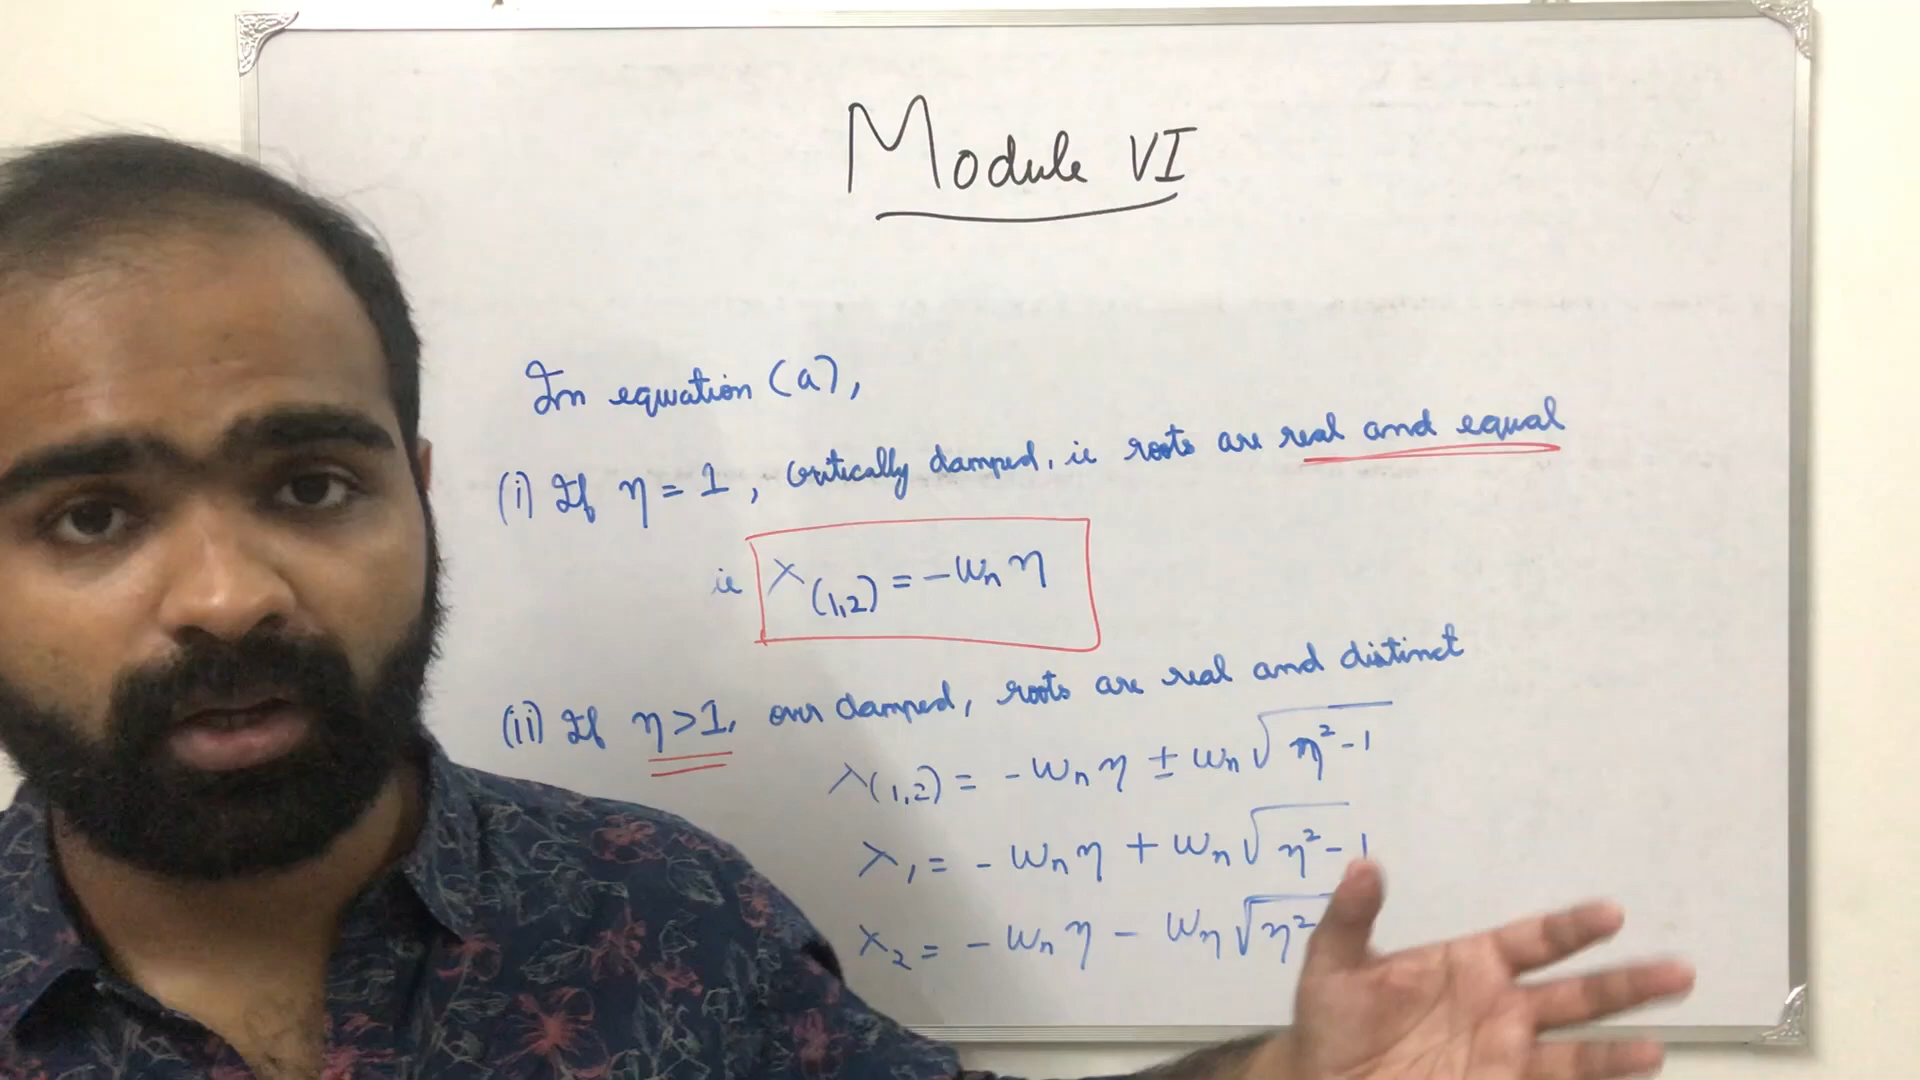 Module VI
In equation (a),
(i) If η = 1, Critically damped, ie roots are real and equal
ie λ(1,2) = -ωn η
(ii) If η > 1, over damped, roots are real and distinct
λ(1,2) = -ωn η ± ωn √η²-1
λ1 = -ωn η + ωn √η²-1
λ2 = -ωn η - ωn √η²